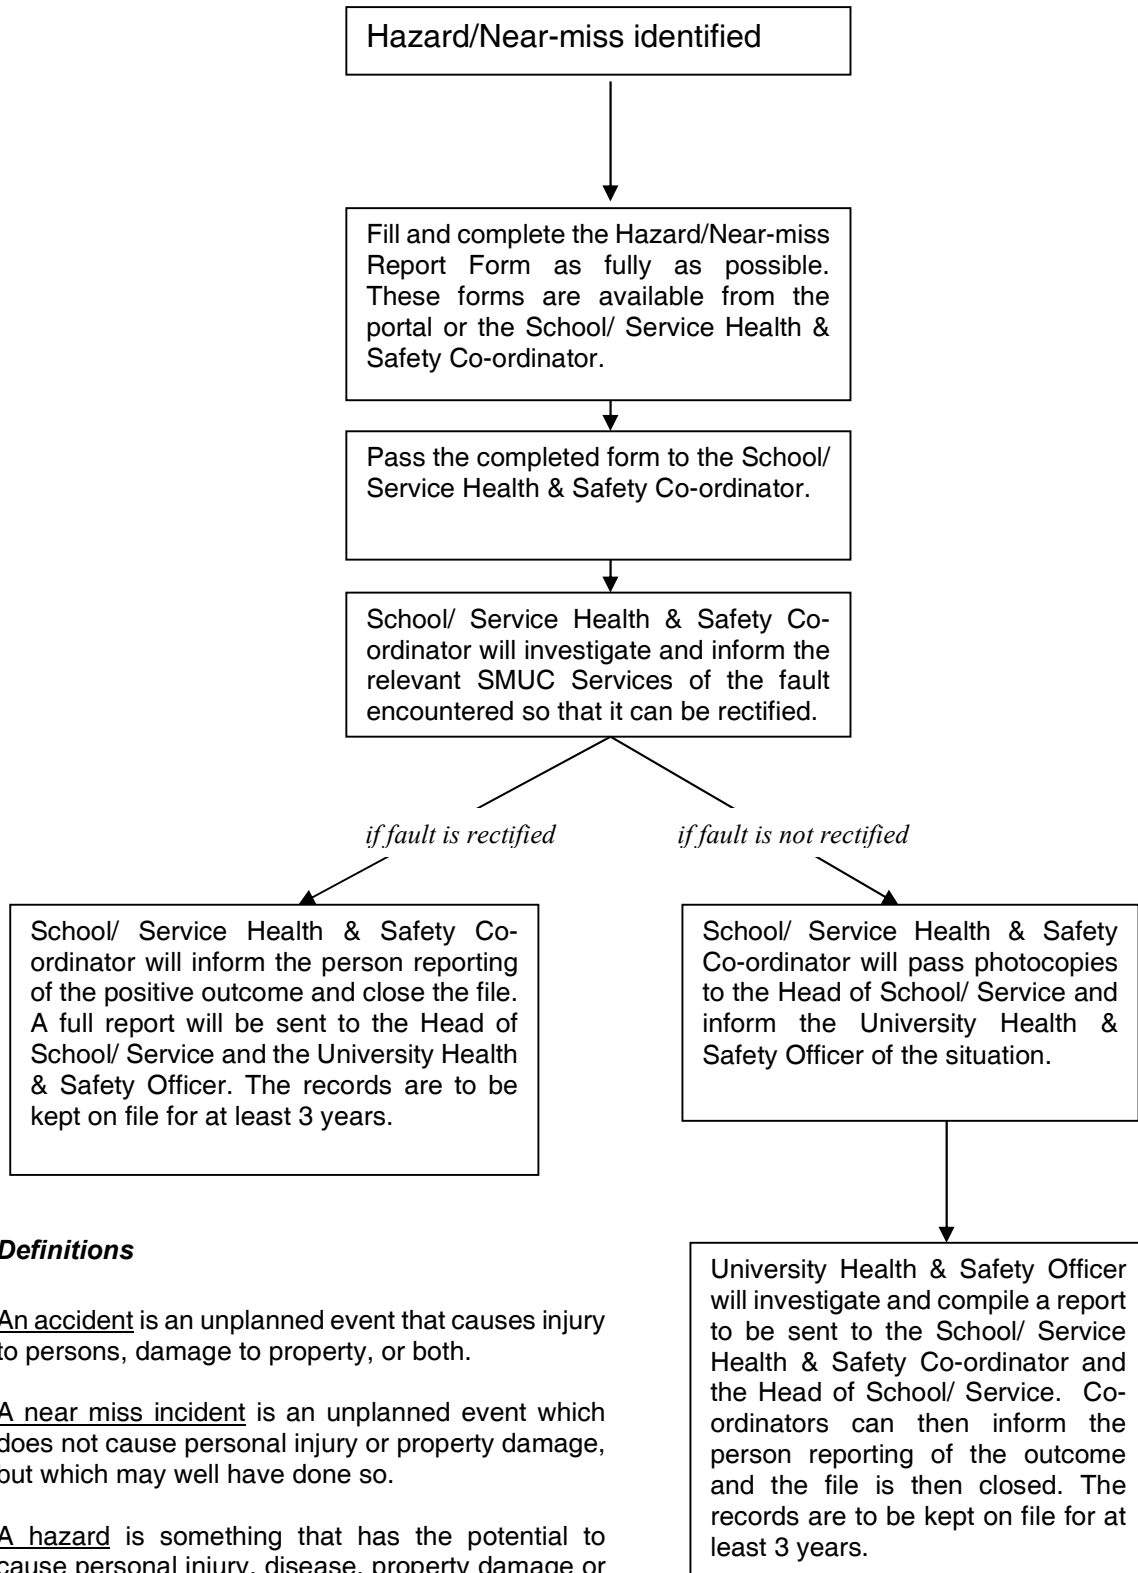 Hazard/Near-miss identified
Fill and complete the Hazard/Near-miss
Report Form as fully as possible.
These forms are available from the
portal or the School/ Service Health &
Safety Co-ordinator.
Pass the completed form to the School/
Service Health & Safety Co-ordinator.
School/ Service Health & Safety Co-
ordinator will investigate and inform the
relevant SMUC Services of the fault
encountered so that it can be rectified.
if fault is rectified
if fault is not rectified
School/ Service Health & Safety Co-
ordinator will inform the person reporting
of the positive outcome and close the file.
A full report will be sent to the Head of
School/ Service and the University Health
& Safety Officer. The records are to be
kept on file for at least 3 years.
School/ Service Health & Safety
Co-ordinator will pass photocopies
to the Head of School/ Service and
inform the University Health &
Safety Officer of the situation.
Definitions
An accident is an unplanned event that causes injury
to persons, damage to property, or both.
A near miss incident is an unplanned event which
does not cause personal injury or property damage,
but which may well have done so.
A hazard is something that has the potential to
cause personal injury, disease, property damage or
University Health & Safety Officer
will investigate and compile a report
to be sent to the School/ Service
Health & Safety Co-ordinator and
the Head of School/ Service. Co-
ordinators can then inform the
person reporting of the outcome
and the file is then closed. The
records are to be kept on file for at
least 3 years.